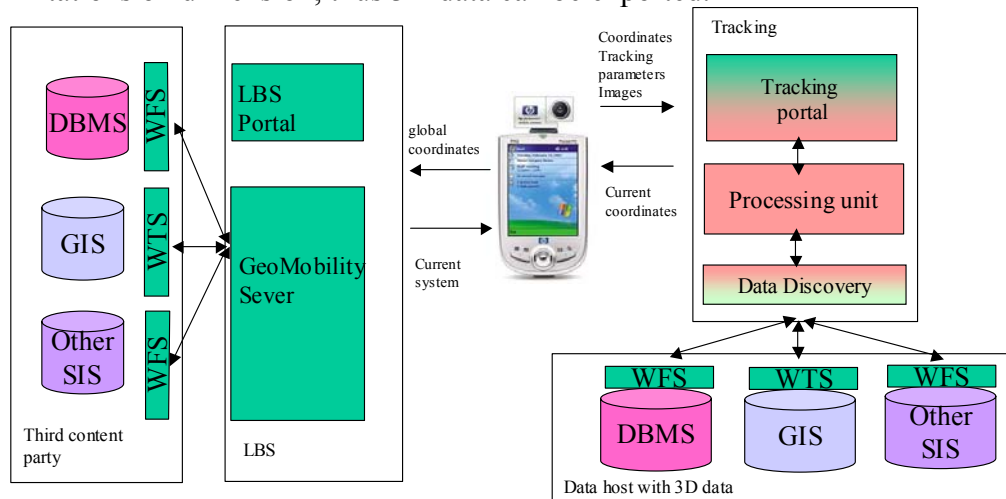 DBMS
WFS
GIS
WTS
Other
SIS
WFS
Third content
party
LBS
Portal
GeoMobility
Sever
LBS
global
coordinates
Current
system
Coordinates
Tracking
parameters
Images
Current
coordinates
Tracking
Tracking
portal
Processing unit
Data Discovery
WFS
WTS
WFS
DBMS
GIS
Other
SIS
Data host with 3D data